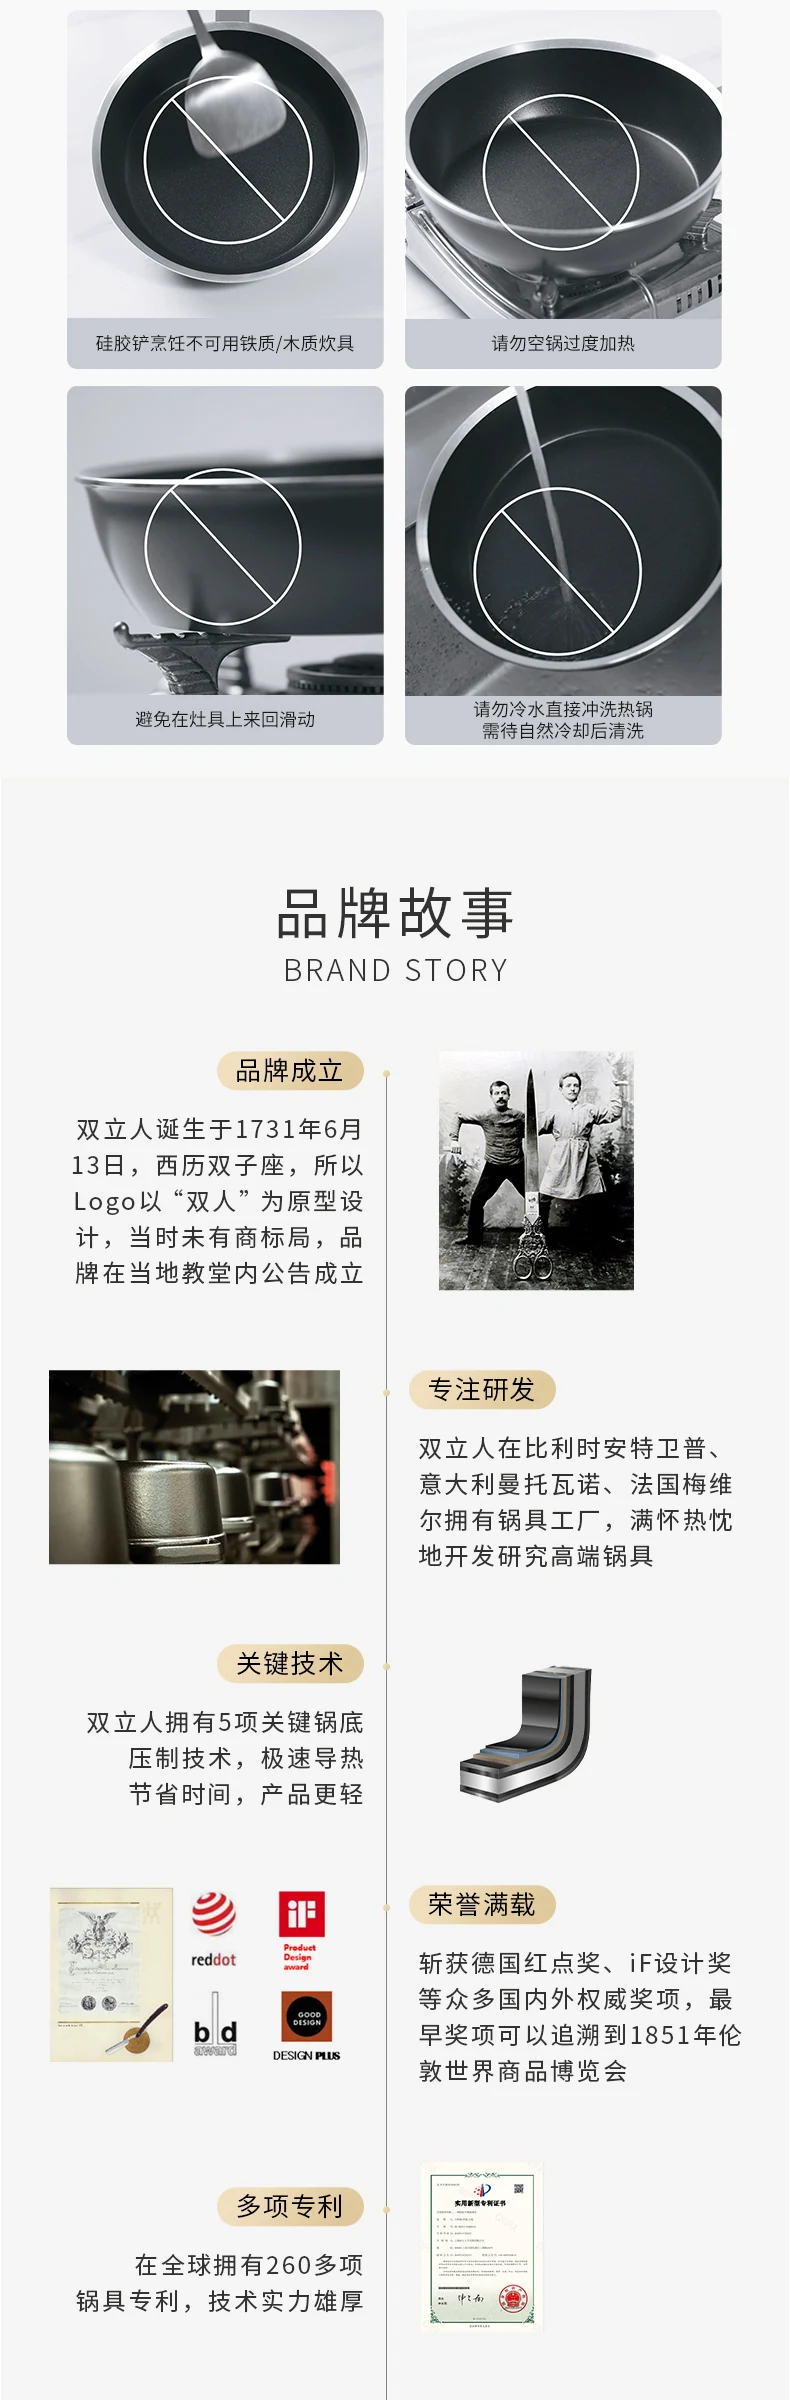 硅胶铲烹饪不可用铁质/木质炊具
请勿空锅过度加热
避免在灶具上来回滑动
请勿冷水直接冲洗热锅
需待自然冷却后清洗
品牌故事
BRAND STORY
品牌成立
双立人诞生于1731年6月
13日，西历双子座，所以
Logo以“双人”为原型设
计，当时未有商标局，品
牌在当地教堂内公告成立
专注研发
双立人在比利时安特卫普、
意大利曼托瓦诺、法国梅维
尔拥有锅具工厂，满怀热忱
地开发研究高端锅具
关键技术
双立人拥有5项关键锅底
压制技术，极速导热
节省时间，产品更轻
reddot
iF
Product
Design
award
bld
award
GOOD
DESIGN
DESIGN PLUS
荣誉满载
斩获德国红点奖、iF设计奖
等众多国内外权威奖项，最
早奖项可以追溯到1851年伦
敦世界商品博览会
多项专利
在全球拥有260多项
锅具专利，技术实力雄厚
实用新型专利证书